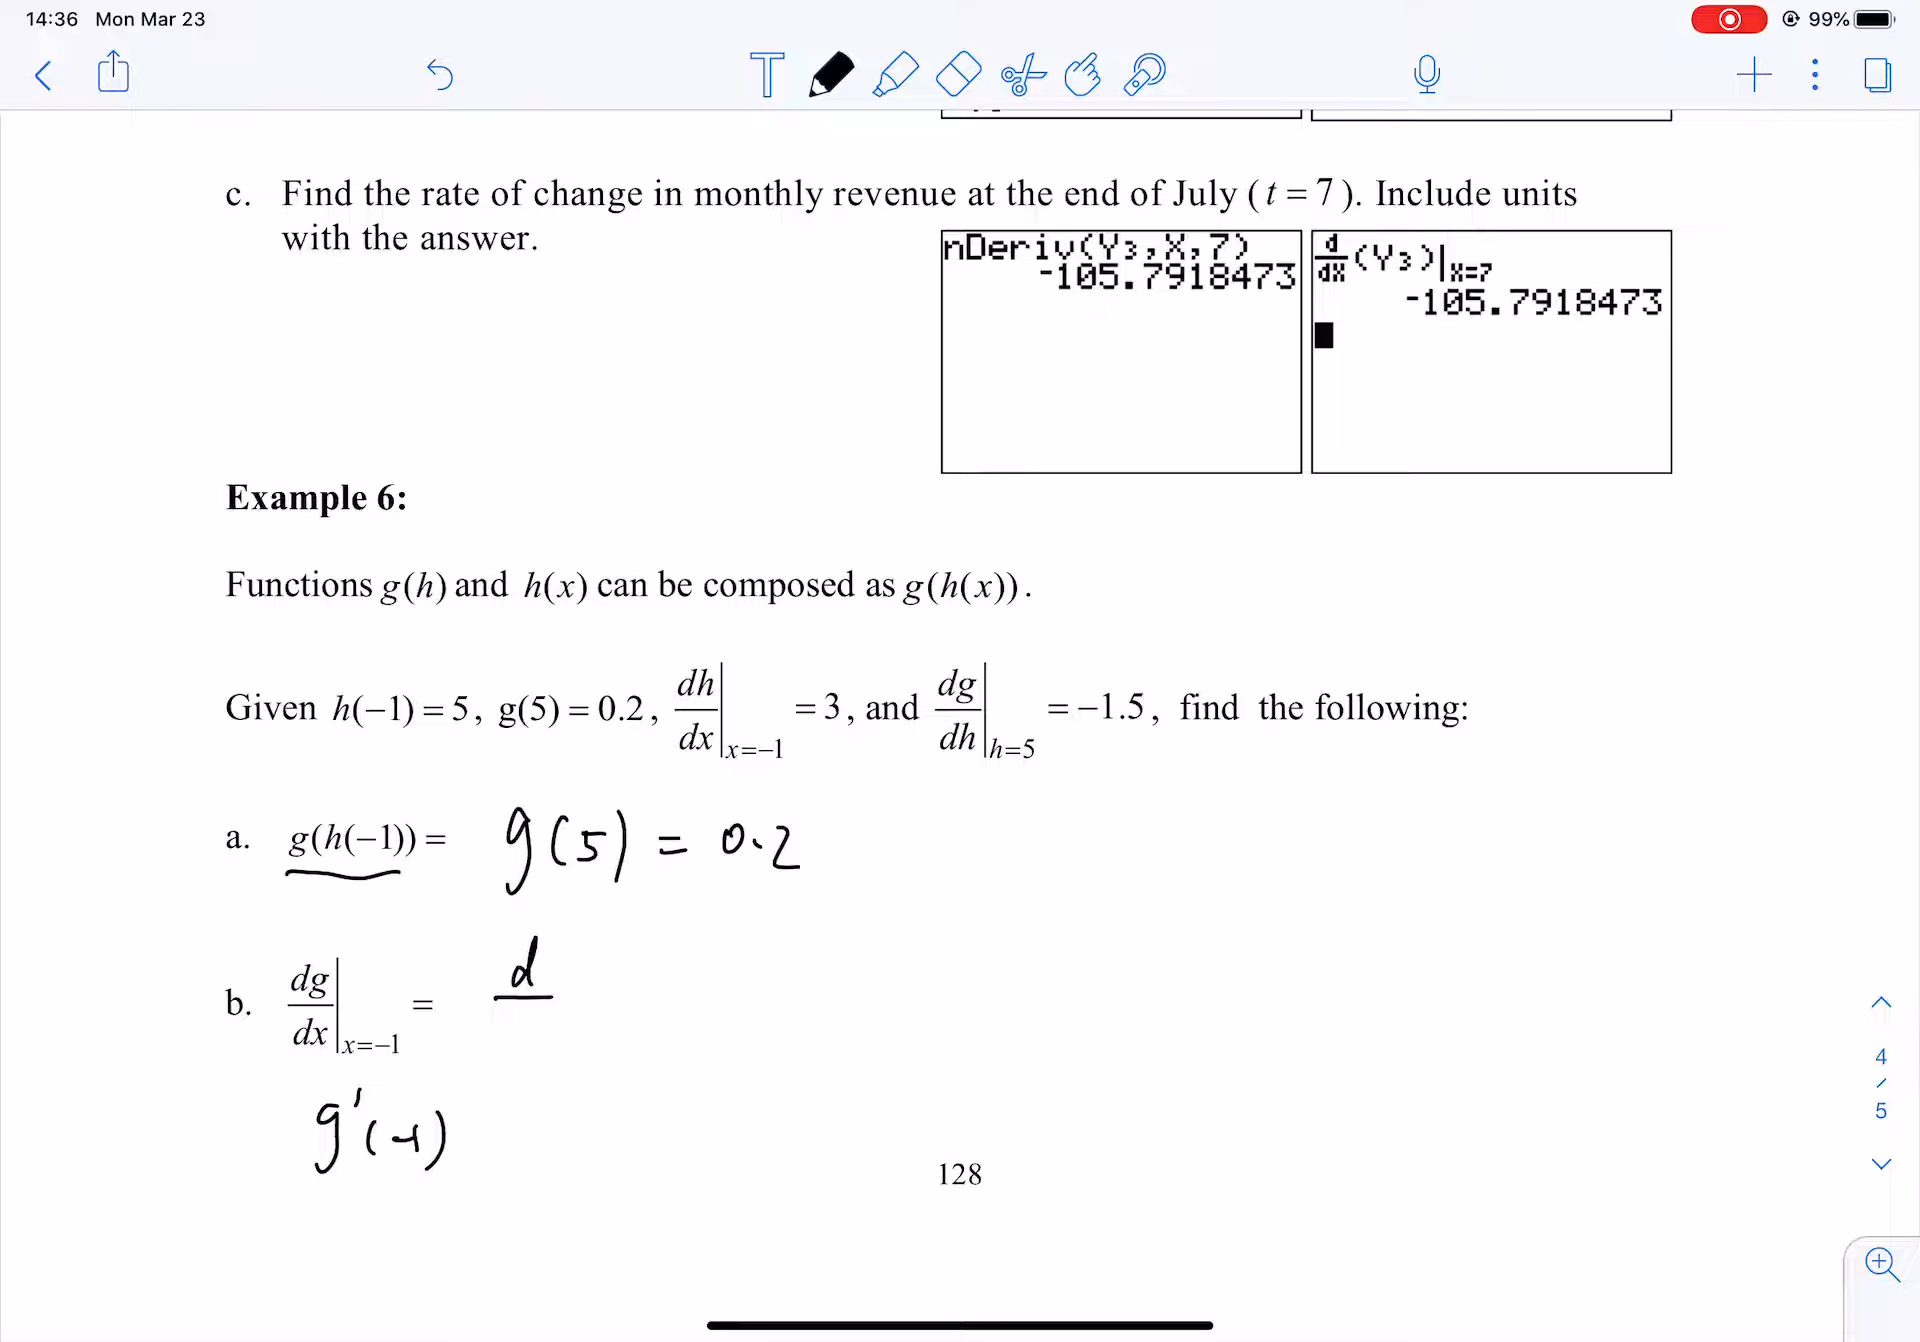 14:36 Mon Mar 23 99%
c. Find the rate of change in monthly revenue at the end of July ( t = 7 ). Include units
with the answer.
nDeriv(Y₃,X,7)
-105.7918473
d/dX (Y₃)|X=7
-105.7918473
Example 6:
Functions g(h) and h(x) can be composed as g(h(x)).
Given h(−1) = 5, g(5) = 0.2, dh/dx|x=−1 = 3, and dg/dh|h=5 = −1.5, find the following:
a. g(h(−1)) = g(5) = 0.2
b. dg/dx|x=−1 = d
g'(-1)
128
4
/
5